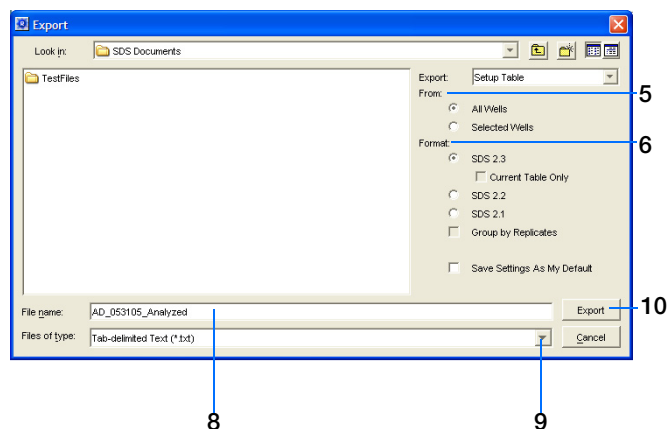 Export
Look in: SDS Documents
TestFiles
Export: Setup Table
From:
5
All Wells
Selected Wells
Format:
6
SDS 2.3
Current Table Only
SDS 2.2
SDS 2.1
Group by Replicates
Save Settings As My Default
File name: AD_053105_Analyzed
Export
10
Files of type: Tab-delimited Text (*.txt)
Cancel
8
9